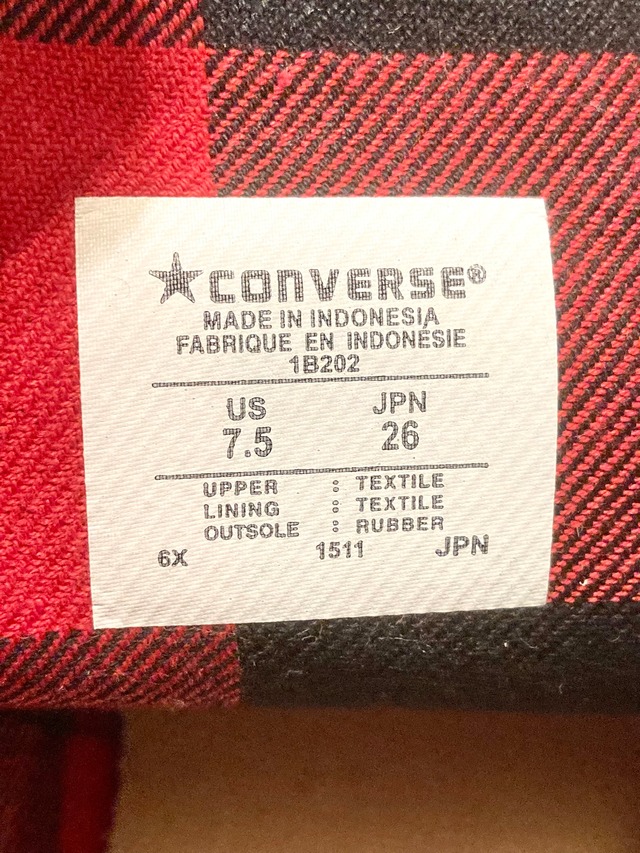 ★CONVERSE®
MADE IN INDONESIA
FABRIQUE EN INDONESIE
1B202
US JPN
7.5 26
UPPER : TEXTILE
LINING : TEXTILE
OUTSOLE : RUBBER
6X 1511 JPN